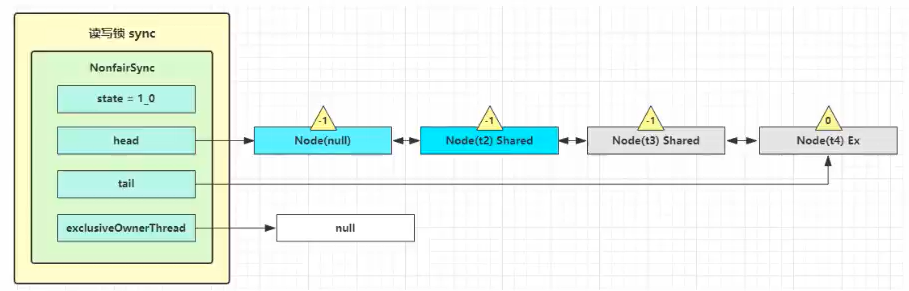 读写锁 sync
NonfairSync
state = 1_0
head
tail
exclusiveOwnerThread
null
-1
Node(null)
-1
Node(t2) Shared
-1
Node(t3) Shared
0
Node(t4) Ex